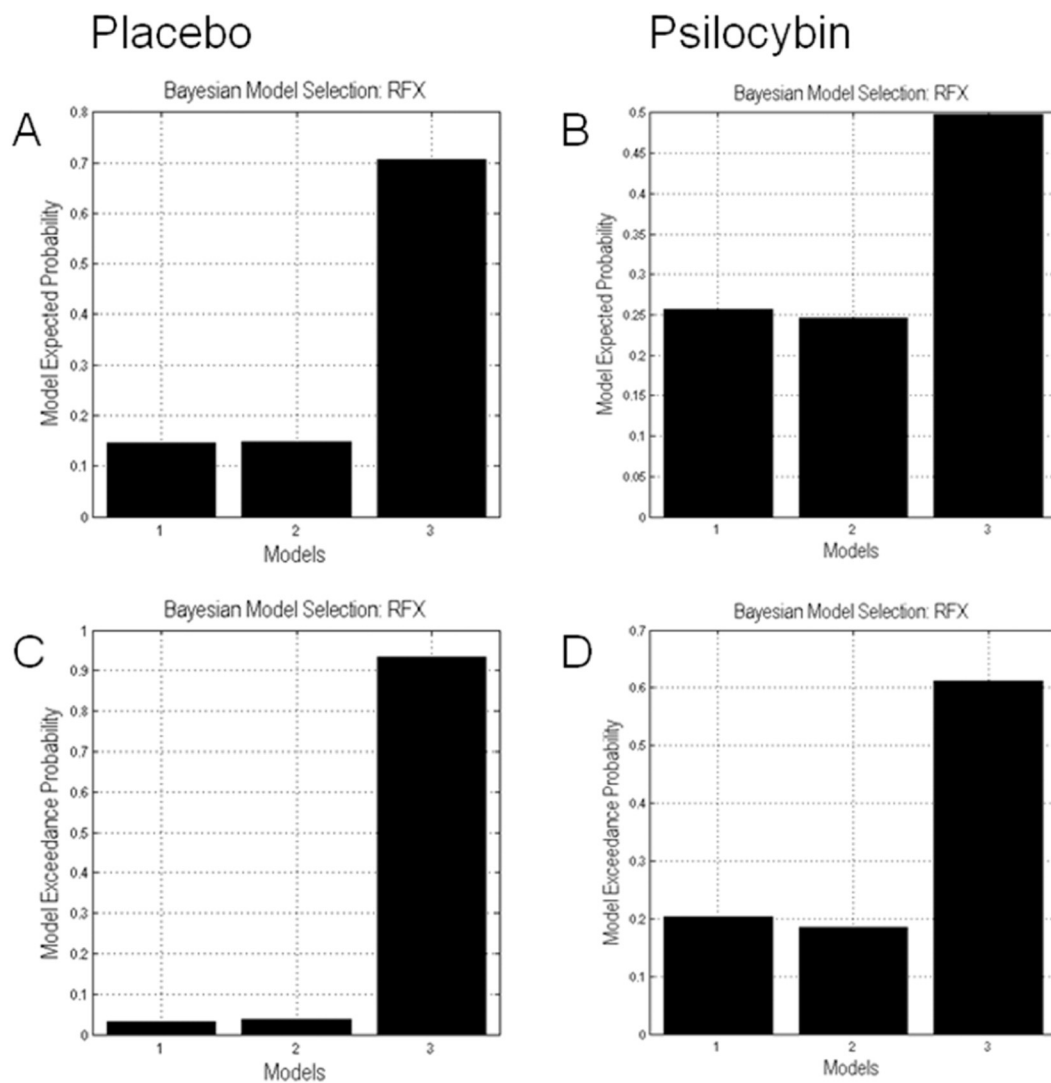 Placebo
Psilocybin
A
Bayesian Model Selection: RFX
Model Expected Probability
0.8
0.7
0.6
0.5
0.4
0.3
0.2
0.1
0
1 2 3
Models
B
Bayesian Model Selection: RFX
Model Expected Probability
0.5
0.45
0.4
0.35
0.3
0.25
0.2
0.15
0.1
0.05
0
1 2 3
Models
C
Bayesian Model Selection: RFX
Model Exceedance Probability
1
0.9
0.8
0.7
0.6
0.5
0.4
0.3
0.2
0.1
0
1 2 3
Models
D
Bayesian Model Selection: RFX
Model Exceedance Probability
0.7
0.6
0.5
0.4
0.3
0.2
0.1
0
1 2 3
Models